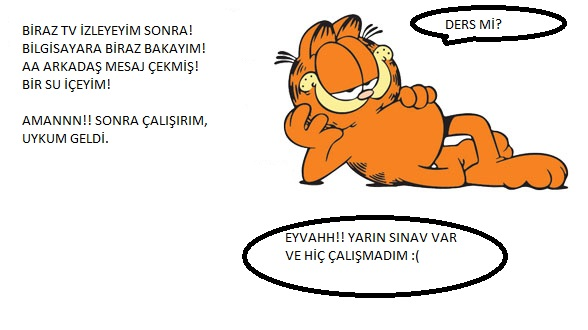 DERS Mİ?
BİRAZ TV İZLEYEYİM SONRA!
BİLGİSAYARA BİRAZ BAKAYIM!
AA ARKADAŞ MESAJ ÇEKMİŞ!
BİR SU İÇEYİM!
AMANNN!! SONRA ÇALIŞIRIM,
UYKUM GELDİ.
EYVAHH!! YARIN SINAV VAR
VE HİÇ ÇALIŞMADIM :(